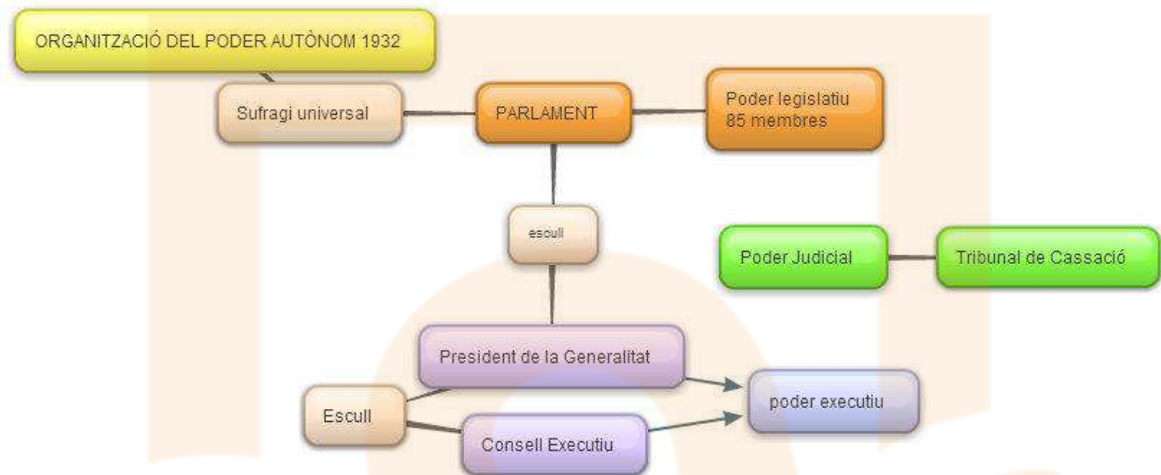 ORGANITZACIÓ DEL PODER AUTÒNOM 1932
Sufragi universal
PARLAMENT
Poder legislatiu
85 membres
escull
Poder Judicial
Tribunal de Cassació
President de la Generalitat
poder executiu
Escull
Consell Executiu